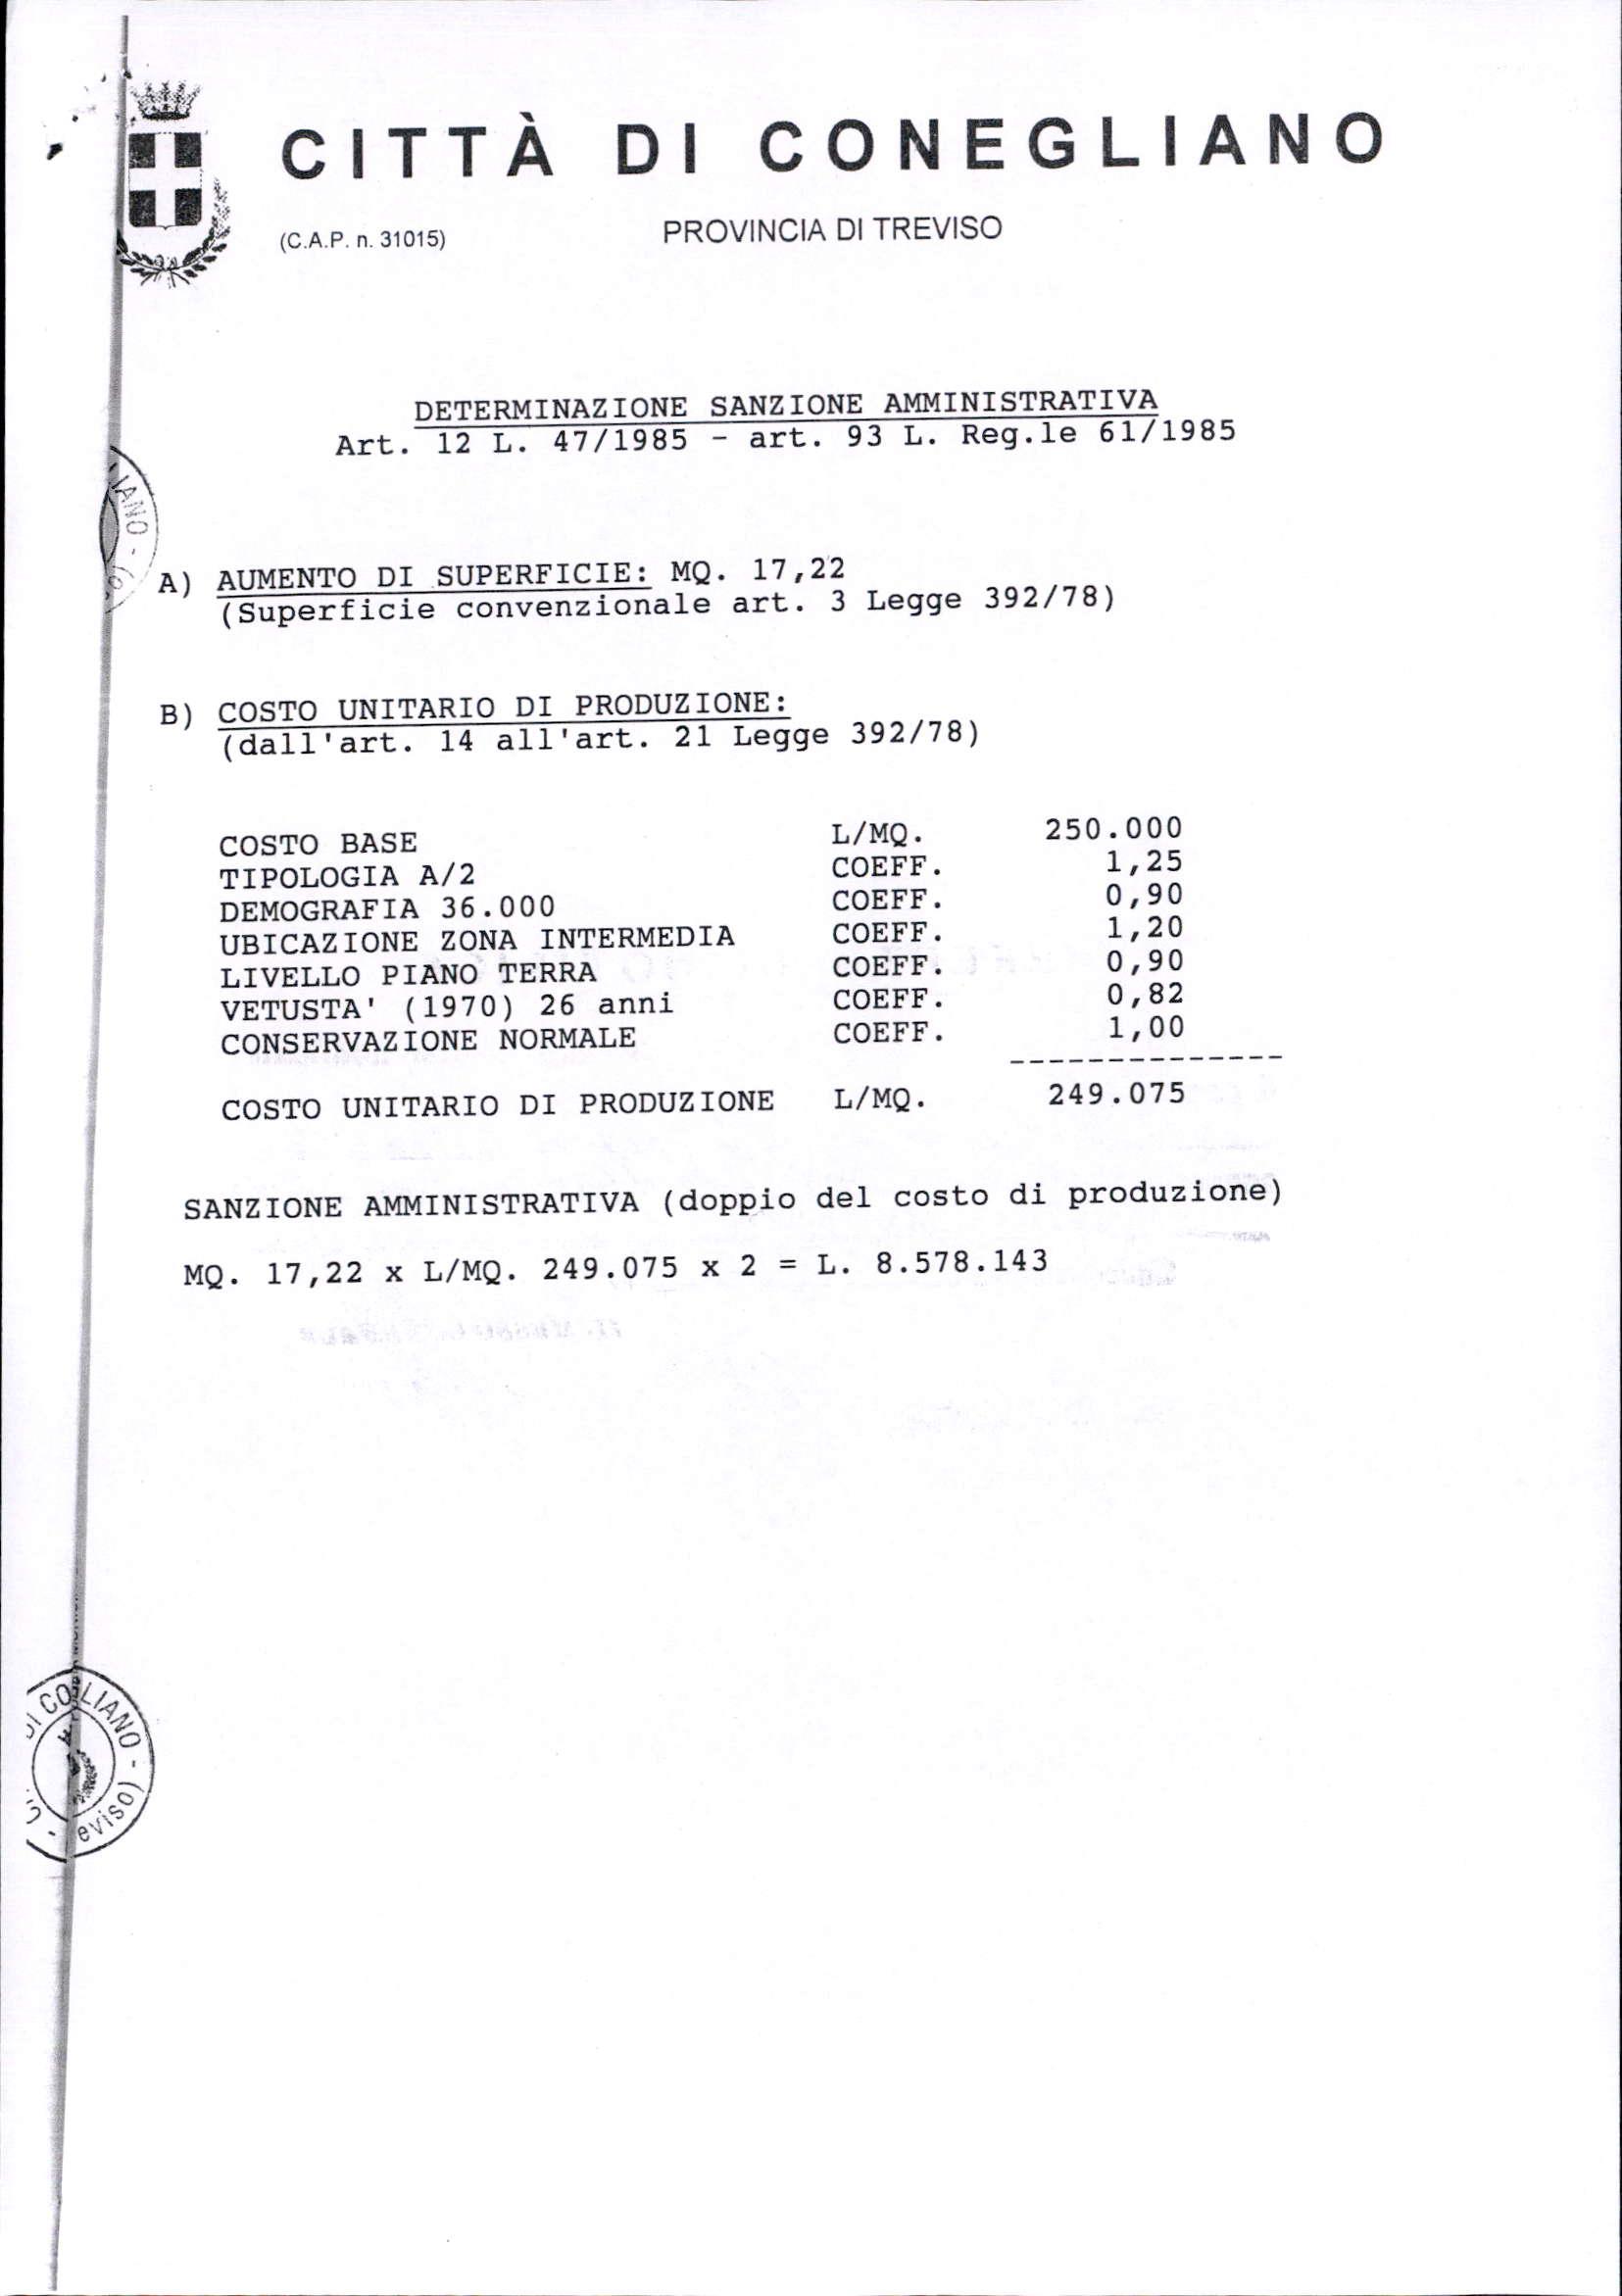 CITTÀ DI CONEGLIANO
(C.A.P. n. 31015) PROVINCIA DI TREVISO
DETERMINAZIONE SANZIONE AMMINISTRATIVA
Art. 12 L. 47/1985 - art. 93 L. Reg.le 61/1985
IANO -
A) AUMENTO DI SUPERFICIE: MQ. 17,22
(Superficie convenzionale art. 3 Legge 392/78)
B) COSTO UNITARIO DI PRODUZIONE:
(dall'art. 14 all'art. 21 Legge 392/78)
COSTO BASE L/MQ. 250.000
TIPOLOGIA A/2 COEFF. 1,25
DEMOGRAFIA 36.000 COEFF. 0,90
UBICAZIONE ZONA INTERMEDIA COEFF. 1,20
LIVELLO PIANO TERRA COEFF. 0,90
VETUSTA' (1970) 26 anni COEFF. 0,82
CONSERVAZIONE NORMALE COEFF. 1,00
--------------
COSTO UNITARIO DI PRODUZIONE L/MQ. 249.075
SANZIONE AMMINISTRATIVA (doppio del costo di produzione)
MQ. 17,22 x L/MQ. 249.075 x 2 = L. 8.578.143
DI CO LIANO - eviso)